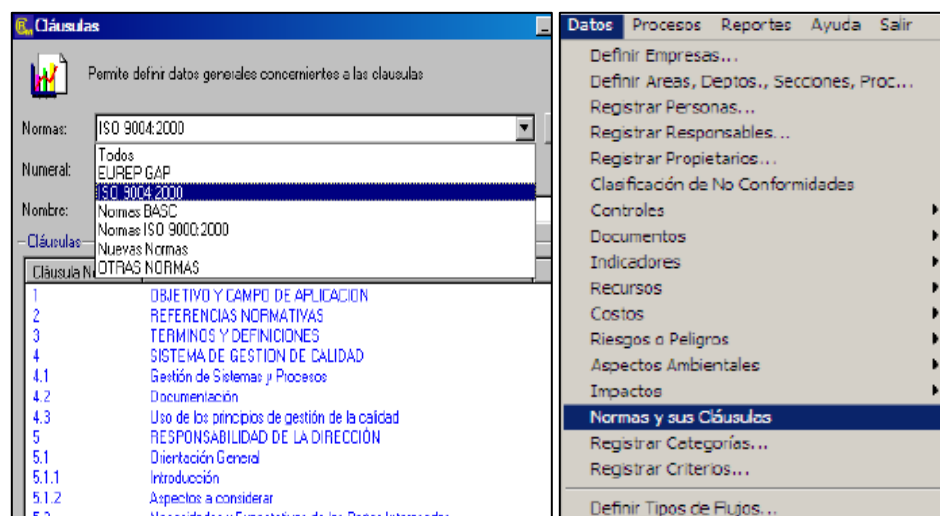 Cláusulas
Permite definir datos generales concernientes a las clausulas
Normas: ISO 9004:2000
Todos
Numeral: EUREP GAP
ISO 9004:2000
Nombre: Normas BASC
Normas ISO 9000:2000
Cláusulas
Nuevas Normas
Cláusula N OTRAS NORMAS
1 OBJETIVO Y CAMPO DE APLICACION
2 REFERENCIAS NORMATIVAS
3 TERMINOS Y DEFINICIONES
4 SISTEMA DE GESTION DE CALIDAD
4.1 Gestión de Sistemas y Procesos
4.2 Documentación
4.3 Uso de los principios de gestión de la calidad
5 RESPONSABILIDAD DE LA DIRECCIÓN
5.1 Orientación General
5.1.1 Introducción
5.1.2 Aspectos a considerar
Datos Procesos Reportes Ayuda Salir
Definir Empresas...
Definir Areas, Deptos., Secciones, Proc...
Registrar Personas...
Registrar Responsables...
Registrar Propietarios...
Clasificación de No Conformidades
Controles
Documentos
Indicadores
Recursos
Costos
Riesgos o Peligros
Aspectos Ambientales
Impactos
Normas y sus Cláusulas
Registrar Categorías...
Registrar Criterios...
Definir Tipos de Flujos...